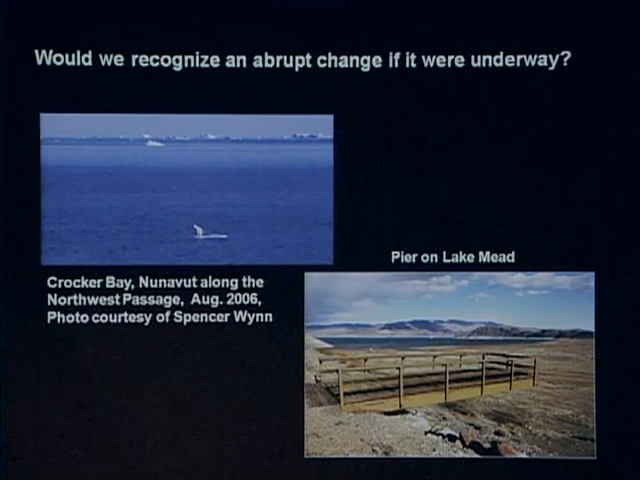 Would we recognize an abrupt change if it were underway?
Pier on Lake Mead
Crocker Bay, Nunavut along the
Northwest Passage, Aug. 2006,
Photo courtesy of Spencer Wynn